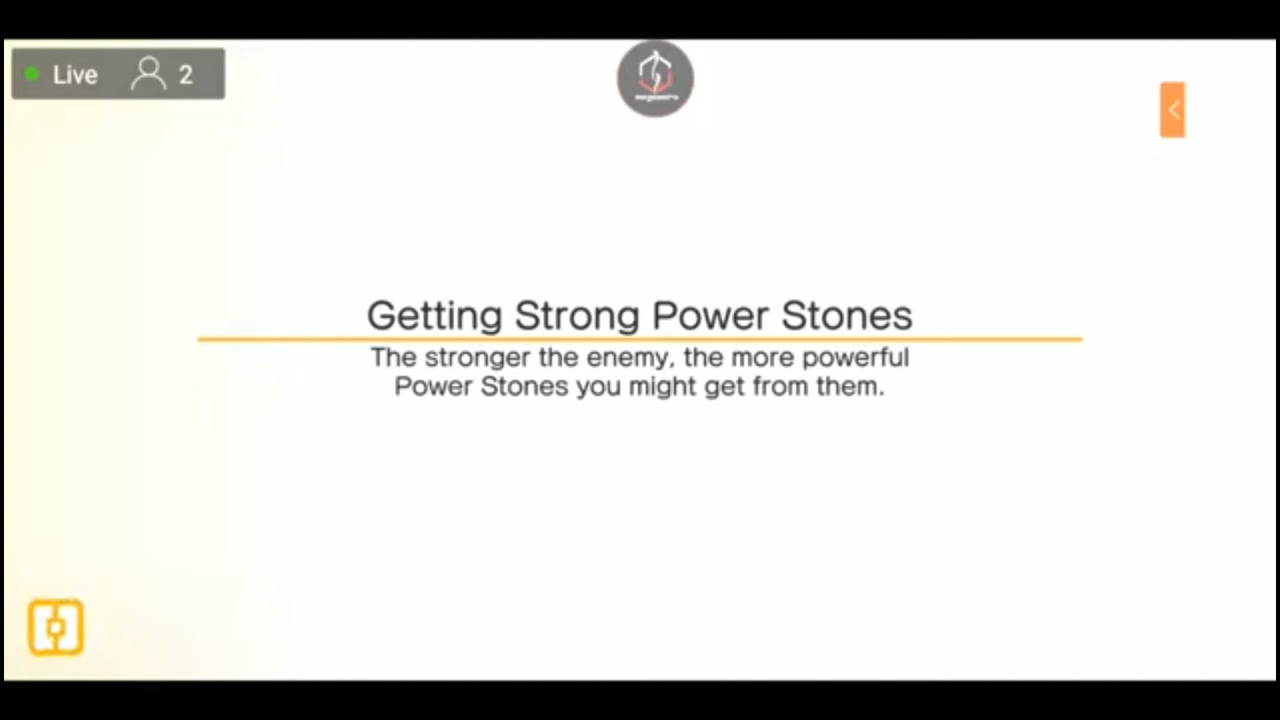 Live 2
Getting Strong Power Stones
The stronger the enemy, the more powerful
Power Stones you might get from them.